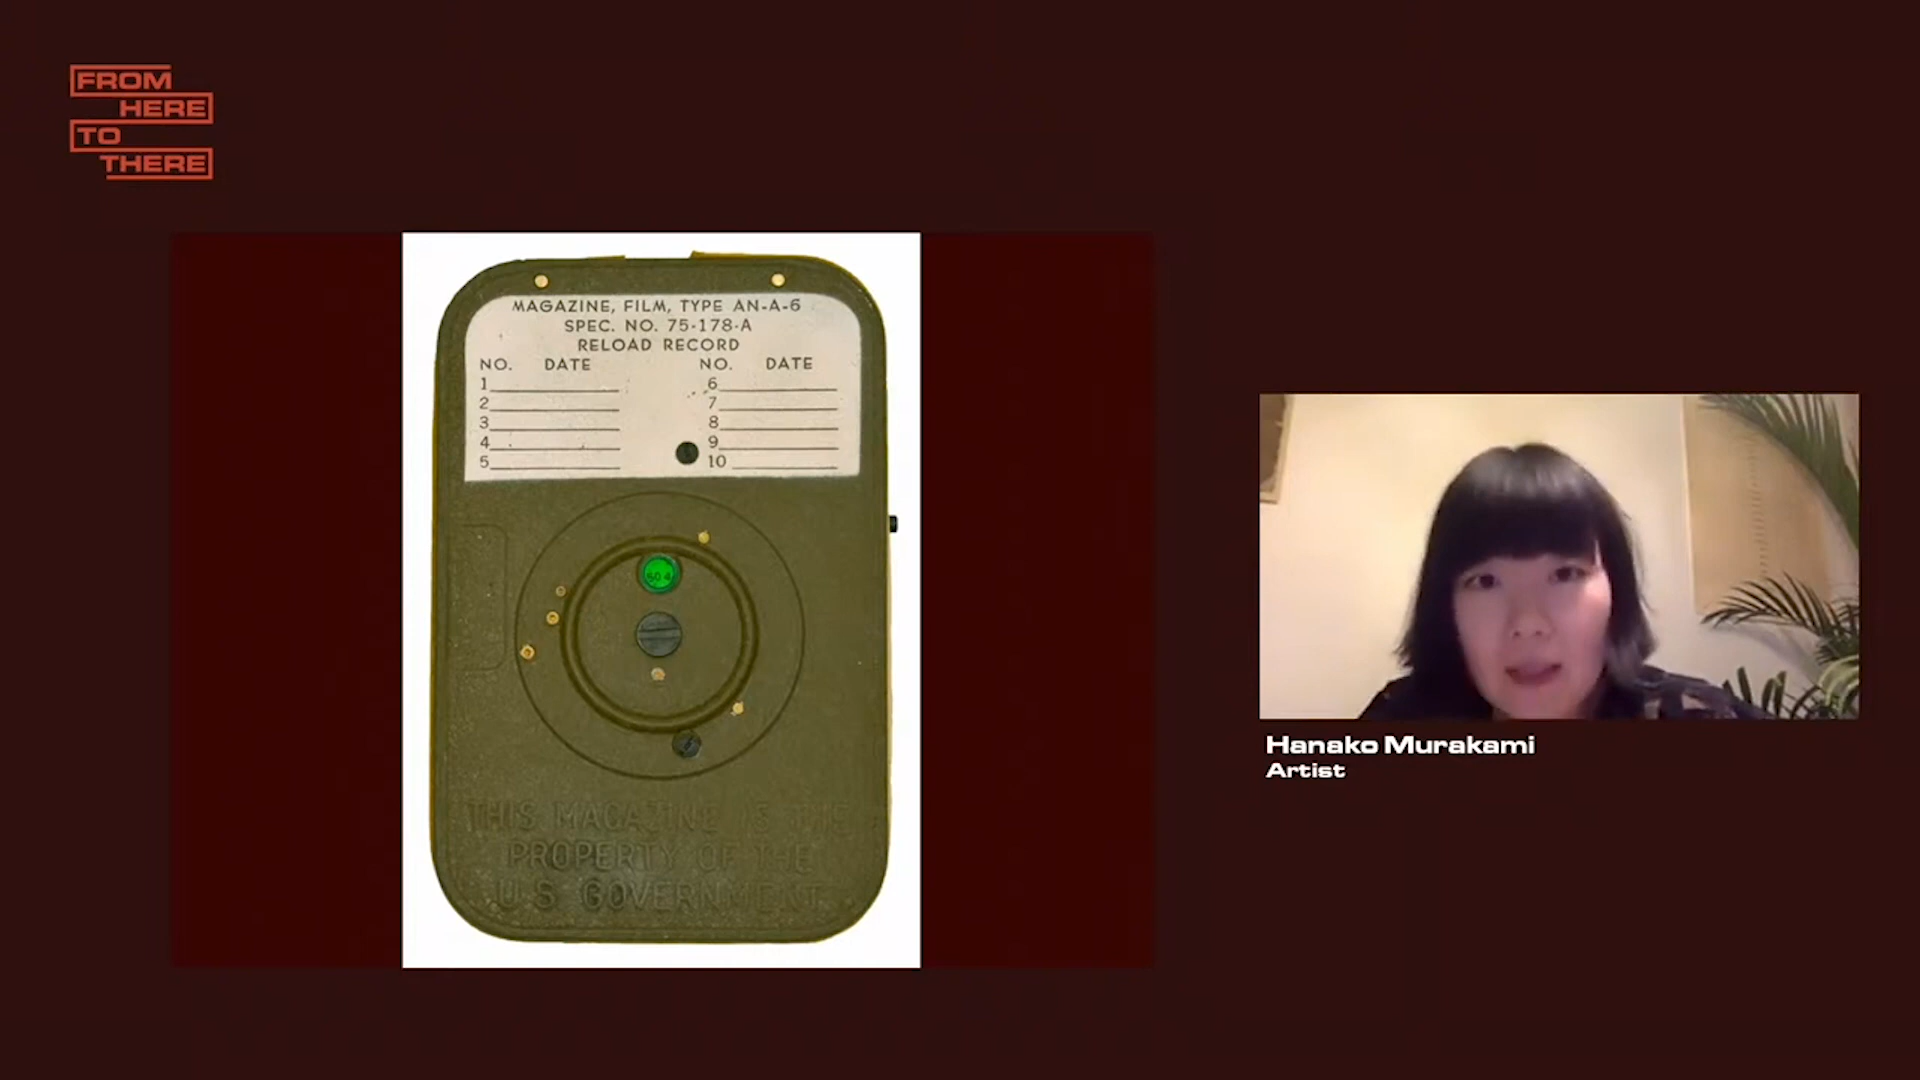 FROM
HERE
TO
THERE
MAGAZINE, FILM, TYPE AN-A-6
SPEC. NO. 75-178-A
RELOAD RECORD
NO. DATE NO. DATE
1 6
2 7
3 8
4 9
5 10
THIS MAGAZINE IS THE
PROPERTY OF THE
U.S. GOVERNMENT
Hanako Murakami
Artist